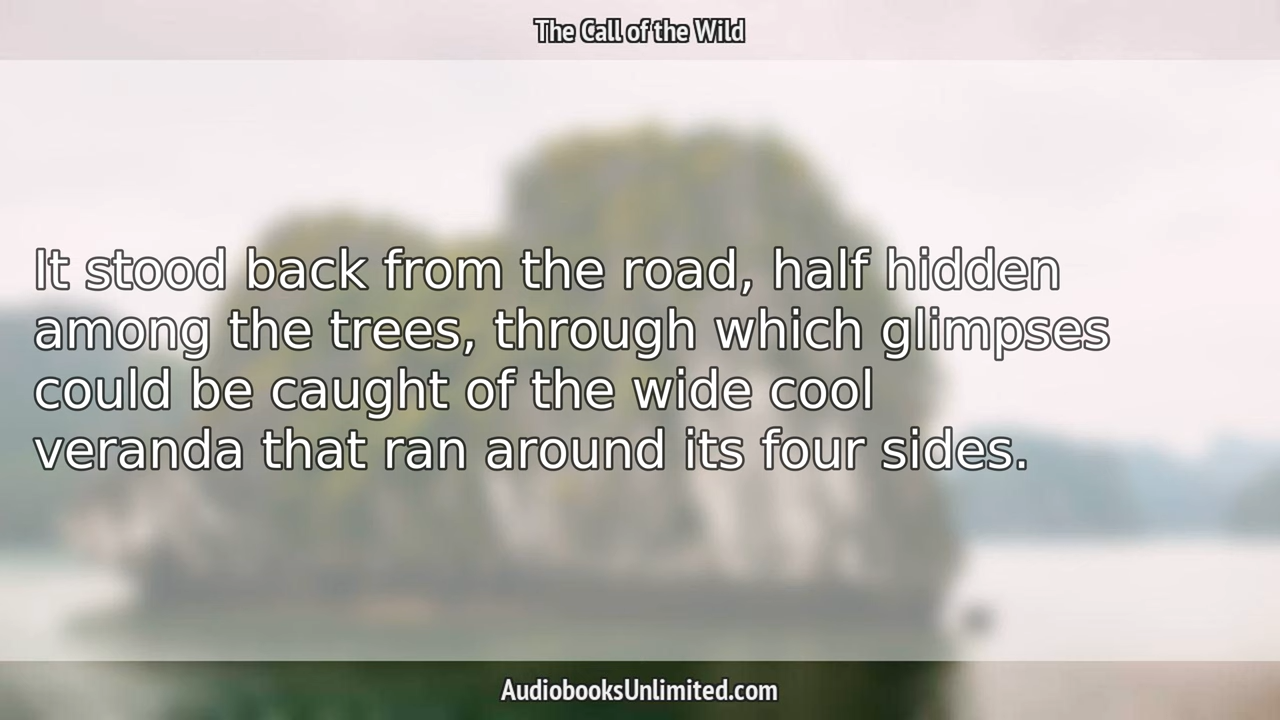 The Call of the Wild
It stood back from the road, half hidden
among the trees, through which glimpses
could be caught of the wide cool
veranda that ran around its four sides.
AudiobooksUnlimited.com